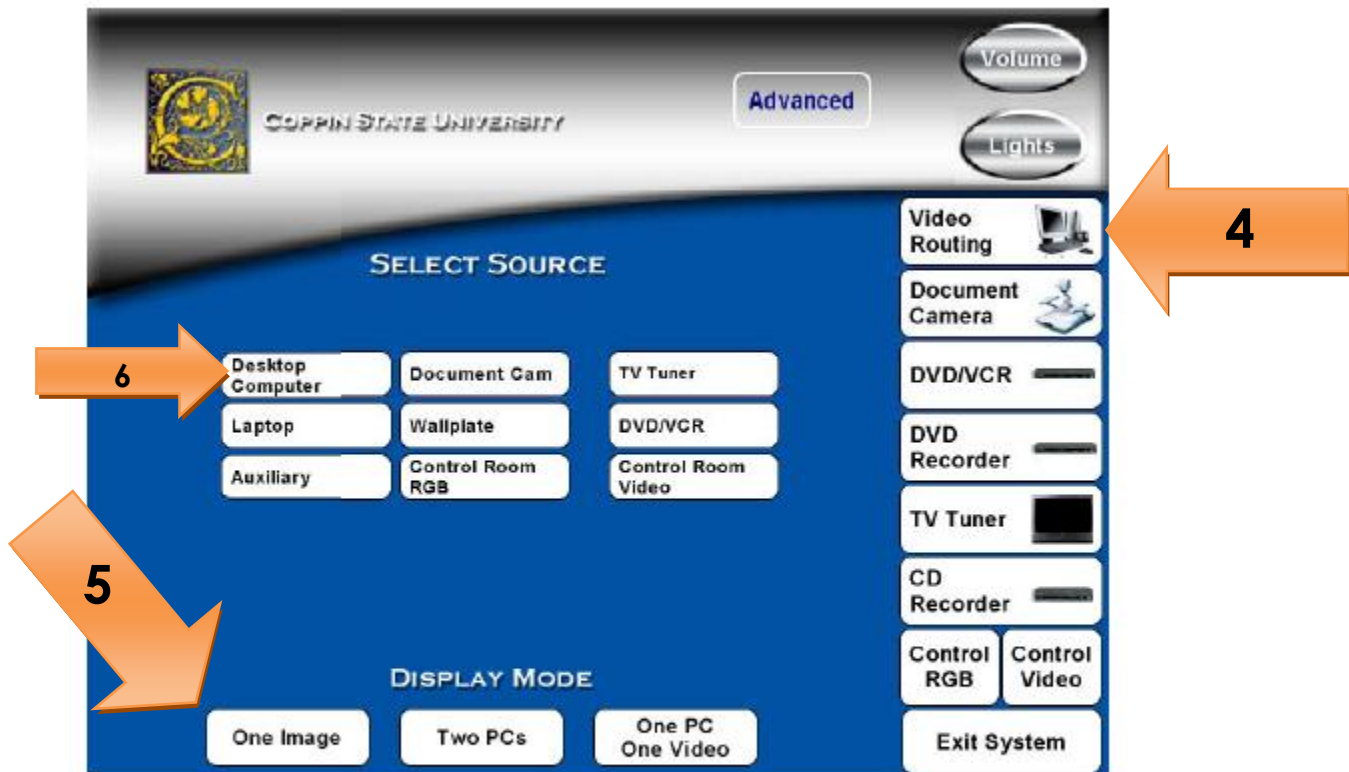 Volume
Advanced
COPPIN STATE UNIVERSITY
Lights
Video
Routing
4
SELECT SOURCE
Document
Camera
6
Desktop
Computer
Document Cam
TV Tuner
DVD/VCR
Laptop
Wallplate
DVD/VCR
DVD
Recorder
Auxiliary
Control Room
RGB
Control Room
Video
TV Tuner
5
CD
Recorder
Control
RGB
Control
Video
DISPLAY MODE
One Image
Two PCs
One PC
One Video
Exit System